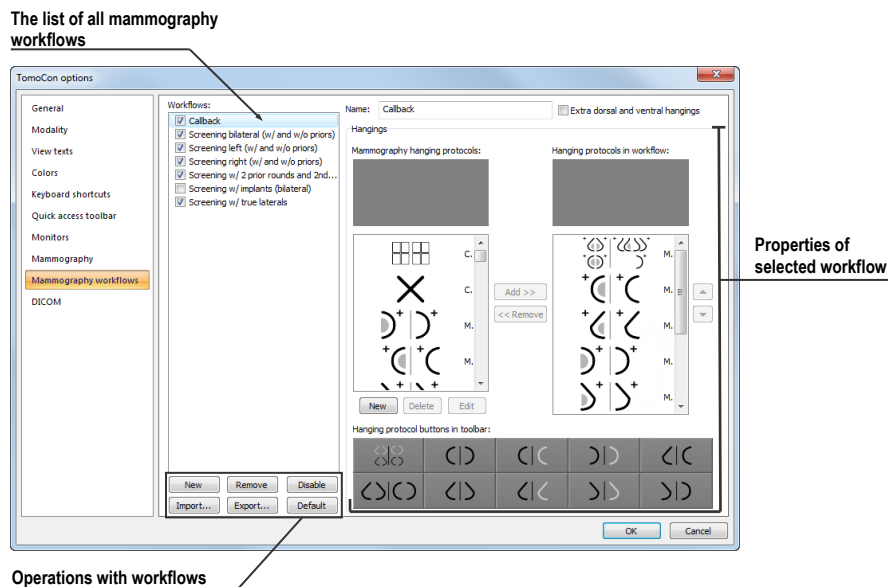 The list of all mammography
workflows
TomoCon options
General
Modality
View texts
Colors
Keyboard shortcuts
Quick access toolbar
Monitors
Mammography
Mammography workflows
DICOM
Workflows:
Callback
Screening bilateral (w/ and w/o priors)
Screening left (w/ and w/o priors)
Screening right (w/ and w/o priors)
Screening w/ 2 prior rounds and 2nd...
Screening w/ implants (bilateral)
Screening w/ true laterals
New Remove Disable
Import... Export... Default
Name: Callback Extra dorsal and ventral hangings
Hangings
Mammography hanging protocols:
C.
C.
M.
M.
M.
New Delete Edit
Add >>
<< Remove
Hanging protocols in workflow:
M.
M.
M.
M.
M.
Hanging protocol buttons in toolbar:
OK Cancel
Properties of
selected workflow
Operations with workflows